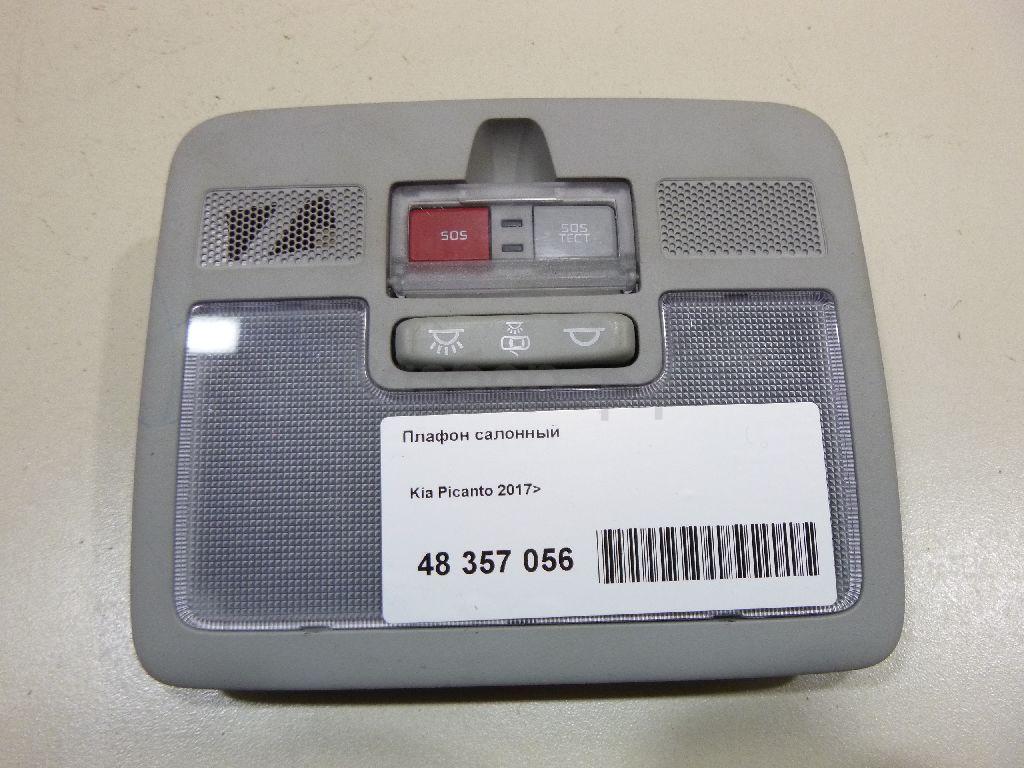 SOS
SOS
ТЕСТ
Плафон салонный
Kia Picanto 2017>
48 357 056